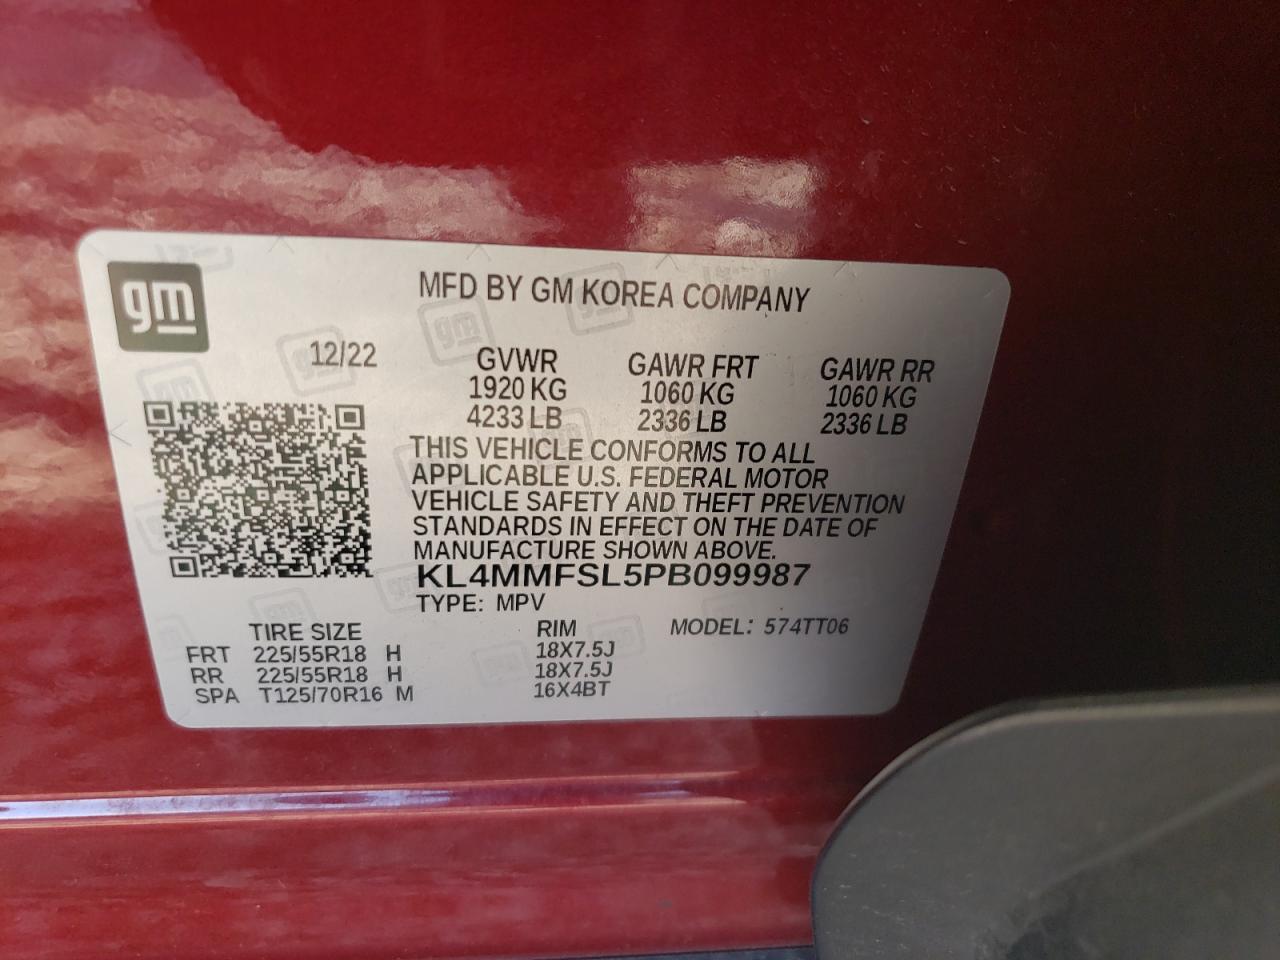 gm
MFD BY GM KOREA COMPANY
12/22
GVWR GAWR FRT GAWR RR
1920 KG 1060 KG 1060 KG
4233 LB 2336 LB 2336 LB
THIS VEHICLE CONFORMS TO ALL
APPLICABLE U.S. FEDERAL MOTOR
VEHICLE SAFETY AND THEFT PREVENTION
STANDARDS IN EFFECT ON THE DATE OF
MANUFACTURE SHOWN ABOVE.
KL4MMFSL5PB099987
TYPE: MPV
TIRE SIZE RIM MODEL: 574TT06
FRT 225/55R18 H 18X7.5J
RR 225/55R18 H 18X7.5J
SPA T125/70R16 M 16X4BT